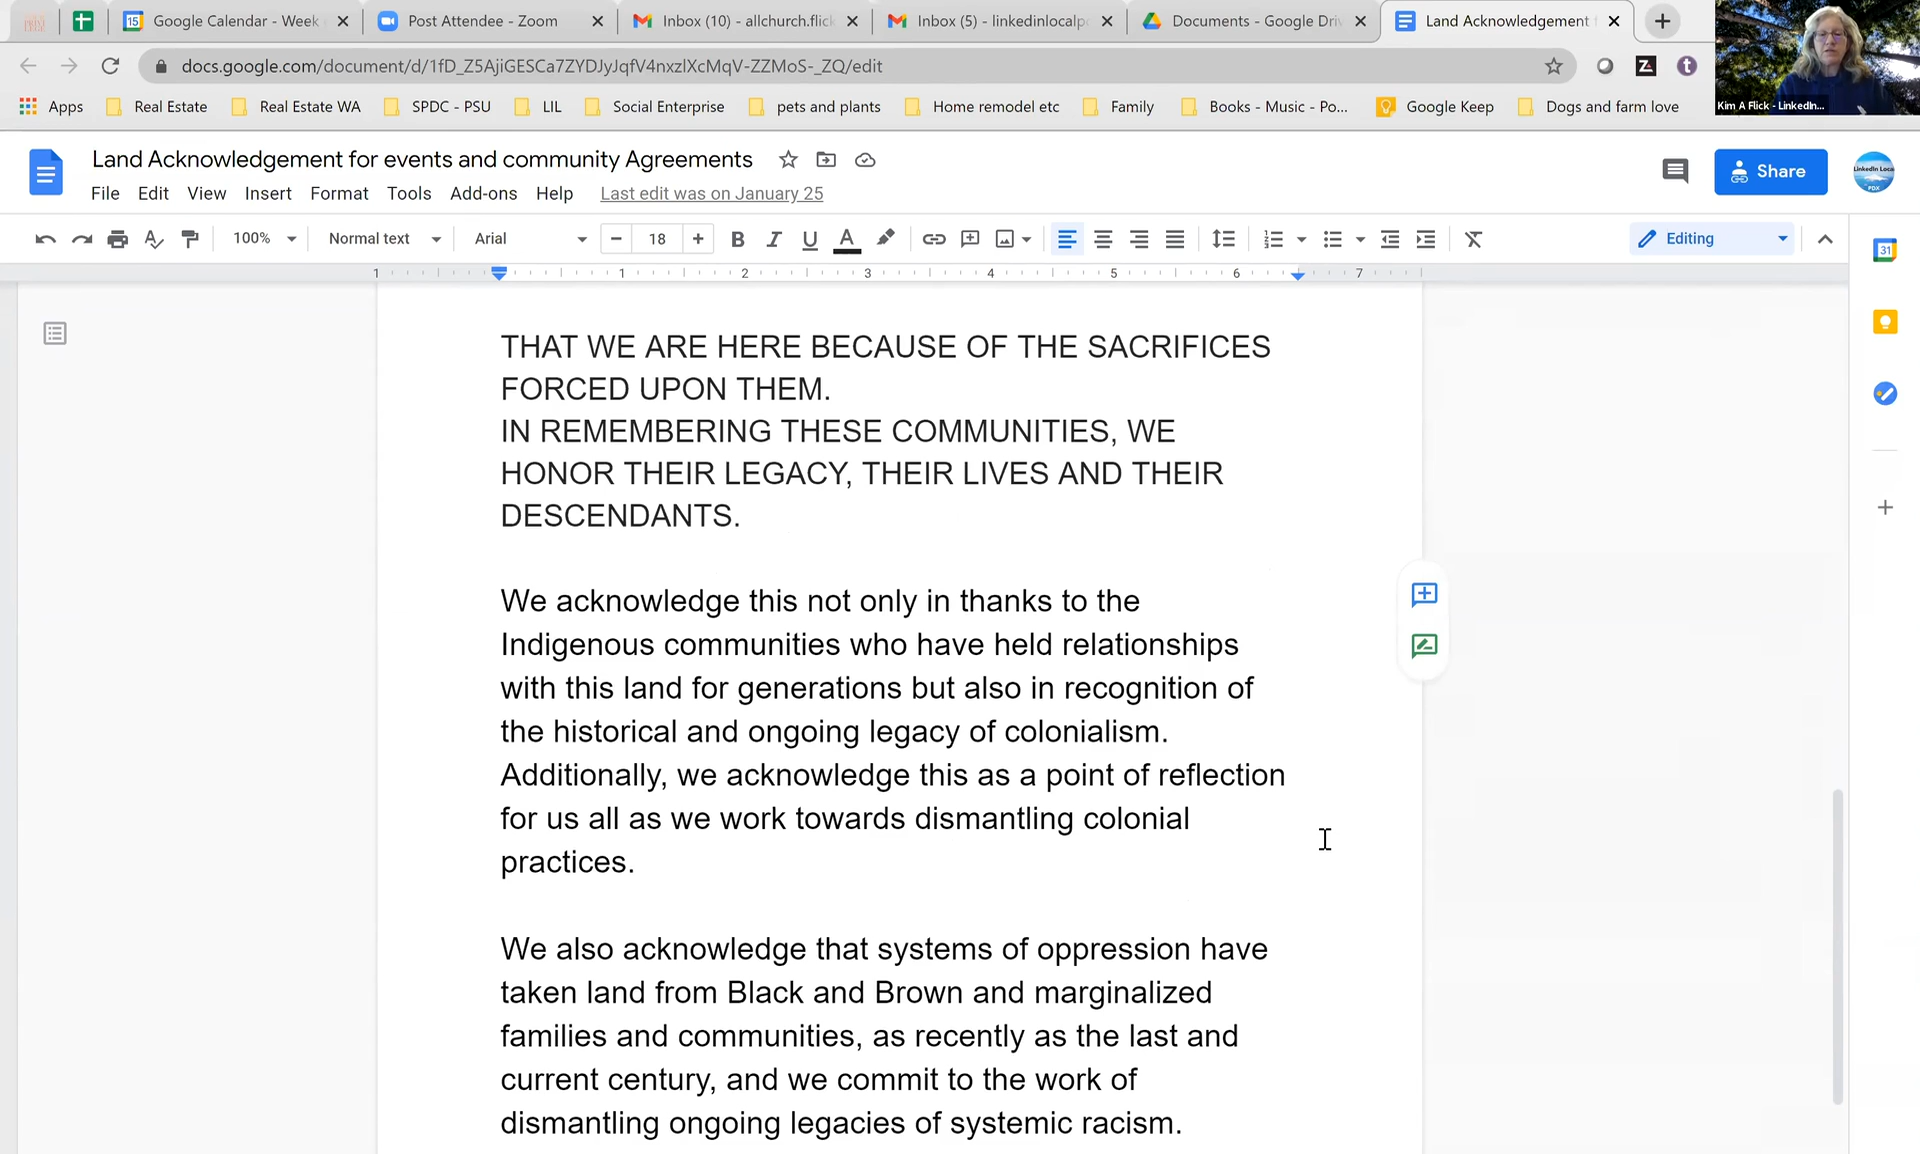 Google Calendar - Week
Post Attendee - Zoom
Inbox (10) - allchurch.flick
Inbox (5) - linkedinlocalp
Documents - Google Dri
Land Acknowledgement f
docs.google.com/document/d/1fD_Z5AjiGESCa7ZYDJyJqfV4nxzlXcMqV-ZZMoS-_ZQ/edit
Apps
Real Estate
Real Estate WA
SPDC - PSU
LIL
Social Enterprise
pets and plants
Home remodel etc
Family
Books - Music - Po...
Google Keep
Dogs and farm love
Kim A Flick - LinkedIn...
Land Acknowledgement for events and community Agreements
Share
File Edit View Insert Format Tools Add-ons Help Last edit was on January 25
100% Normal text Arial 18 Editing
1 1 2 3 4 5 6 7
THAT WE ARE HERE BECAUSE OF THE SACRIFICES
FORCED UPON THEM.
IN REMEMBERING THESE COMMUNITIES, WE
HONOR THEIR LEGACY, THEIR LIVES AND THEIR
DESCENDANTS.
We acknowledge this not only in thanks to the
Indigenous communities who have held relationships
with this land for generations but also in recognition of
the historical and ongoing legacy of colonialism.
Additionally, we acknowledge this as a point of reflection
for us all as we work towards dismantling colonial
practices.
We also acknowledge that systems of oppression have
taken land from Black and Brown and marginalized
families and communities, as recently as the last and
current century, and we commit to the work of
dismantling ongoing legacies of systemic racism.